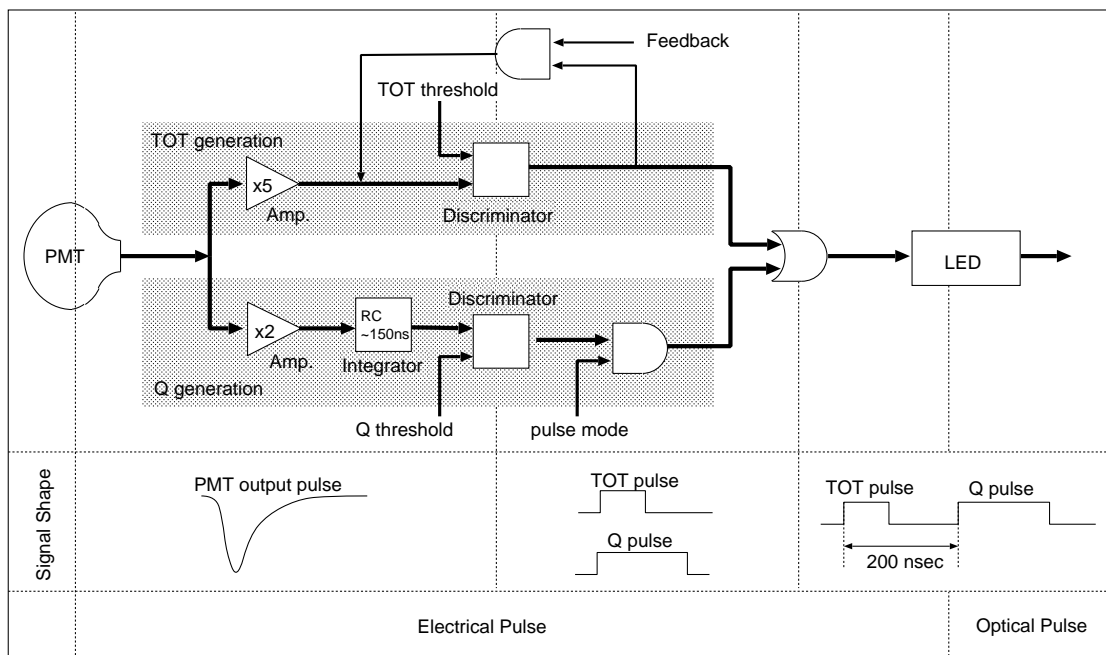 Feedback
TOT threshold
TOT generation
x5
Amp.
Discriminator
PMT
LED
Discriminator
x2
RC
~150ns
Amp.
Integrator
Q generation
Q threshold
pulse mode
Signal Shape
PMT output pulse
TOT pulse
Q pulse
TOT pulse
Q pulse
200 nsec
Electrical Pulse
Optical Pulse